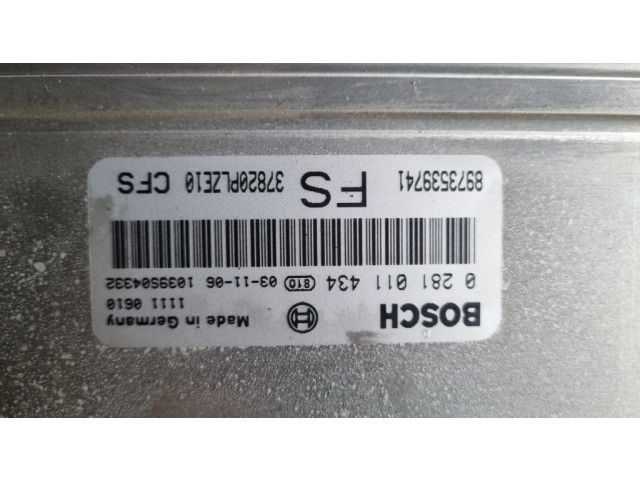 BOSCH Made in Germany
1111 0610
0 281 011 434 810 03-11-06 1039S04332
8973539741 FS 37820PLZE10 CFS